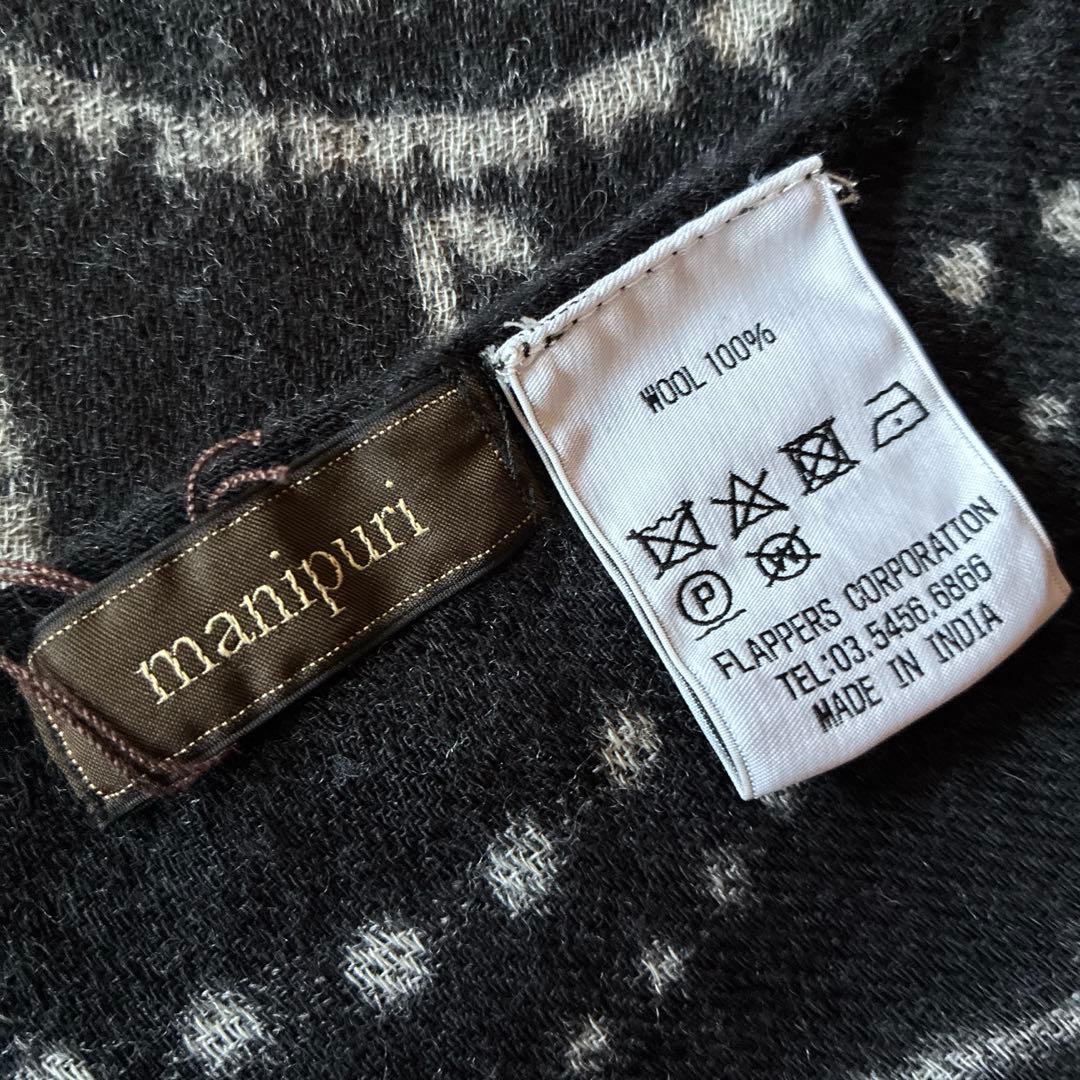 manipuri
WOOL 100%
P
W
FLAPPERS CORPORATION
TEL:03.5456.6866
MADE IN INDIA